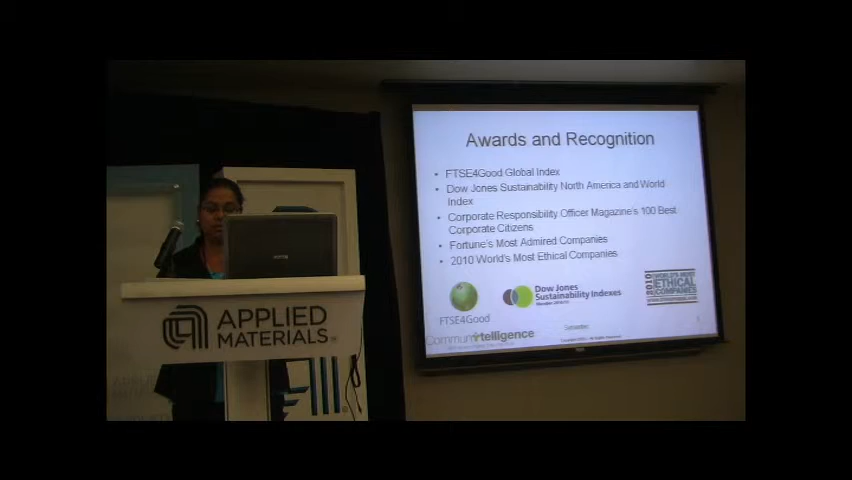 Awards and Recognition
• FTSE4Good Global Index
• Dow Jones Sustainability North America and World
Index
• Corporate Responsibility Officer Magazine's 100 Best
Corporate Citizens
• Fortune's Most Admired Companies
• 2010 World's Most Ethical Companies
FTSE4Good
Dow Jones
Sustainability Indexes
2010
WORLD'S MOST
ETHICAL
COMPANIES
Symantec
APPLIED
MATERIALS